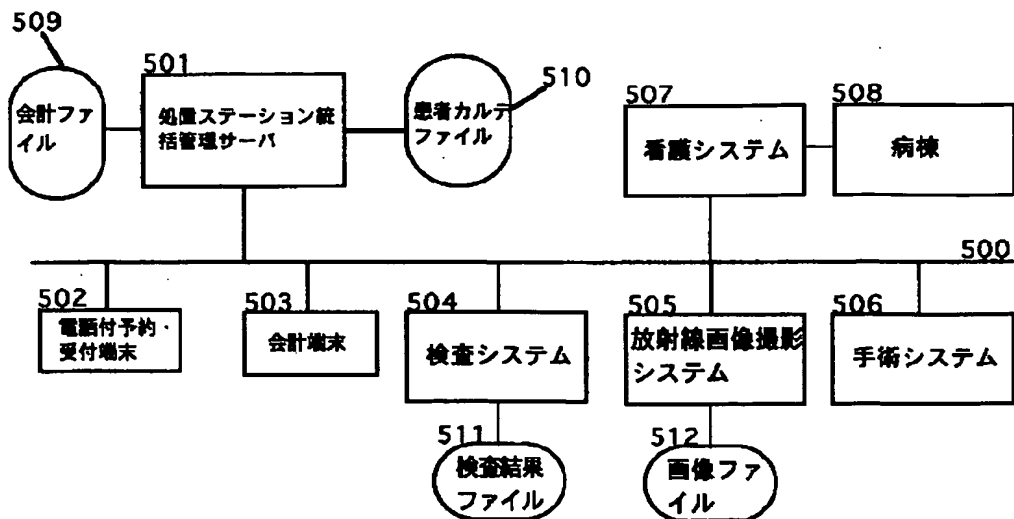 509
501
会計ファ
イル
処置ステーション統
括管理サーバ
510
患者カルテ
ファイル
507
看護システム
508
病棟
500
502
電話付予約・
受付端末
503
会計端末
504
検査システム
505
放射線画像撮影
システム
506
手術システム
511
検査結果
ファイル
512
画像ファ
イル